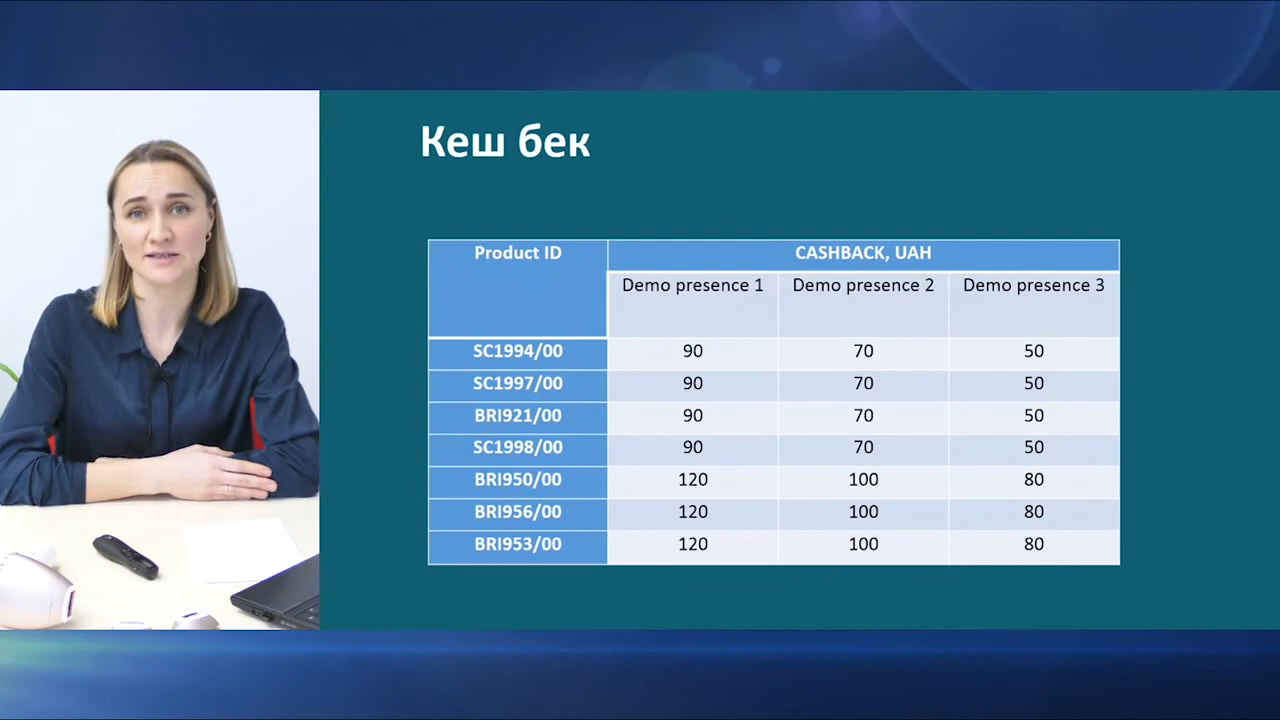 Кеш бек
Product ID CASHBACK, UAH
Demo presence 1 Demo presence 2 Demo presence 3
SC1994/00 90 70 50
SC1997/00 90 70 50
BRI921/00 90 70 50
SC1998/00 90 70 50
BRI950/00 120 100 80
BRI956/00 120 100 80
BRI953/00 120 100 80